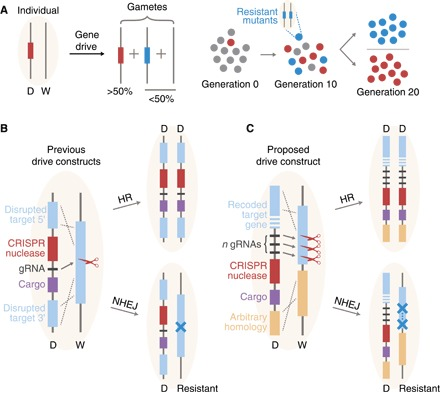 A
Individual
Gene
drive
D W
Gametes
+
+
>50%
<50%
Resistant
mutants
Generation 0
Generation 10
Generation 20
B
Previous
drive constructs
Disrupted
target 5'
CRISPR
nuclease
gRNA
Cargo
Disrupted
target 3'
D W
HR
D D
NHEJ
D Resistant
C
Proposed
drive construct
Recoded
target
gene
n gRNAs
CRISPR
nuclease
Cargo
Arbitrary
homology
D W
HR
D D
NHEJ
D Resistant